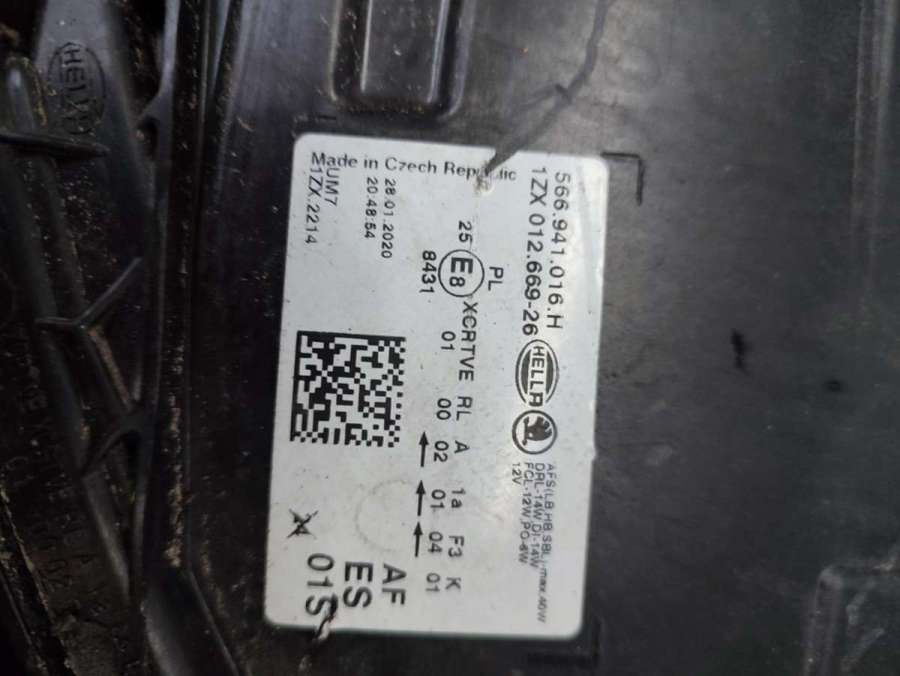 HELLA
566.941.016.H
1ZX 012.669-26
HELLA
AFS(LB,HB,SBL)-max.40W
DRL-14W,DI-14W
FCL-12W,PO-6W
12V
PL
25 E8 XCRTVE RL A 1a F3 K
8431 01 00 02 01 04 01
Made in Czech Republic
28.01.2020
20:48:54
UM7
1ZX.2214
AF
ES
01S